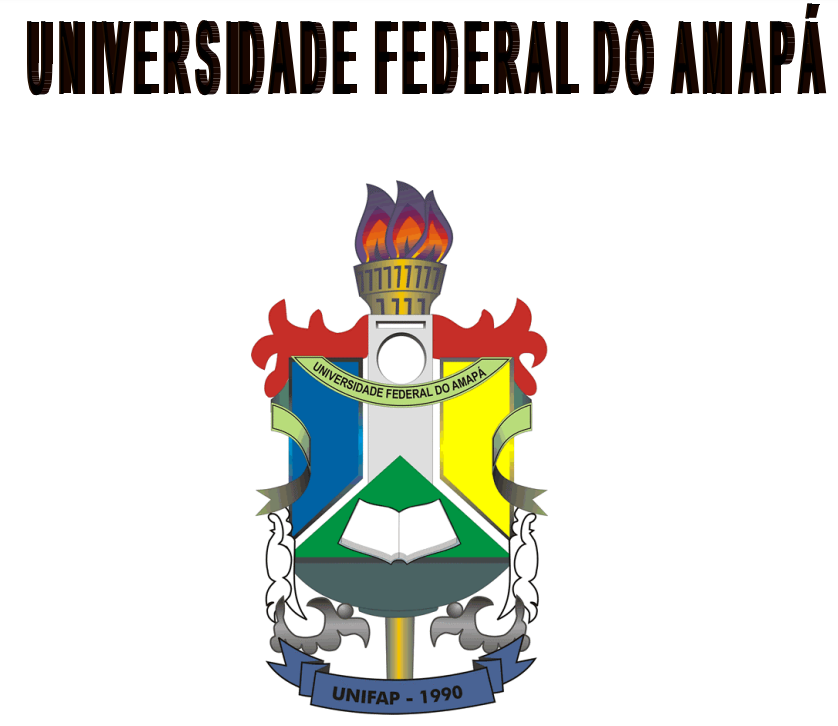 UNIVERSIDADE FEDERAL DO AMAPÁ
UNIVERSIDADE FEDERAL DO AMAPÁ
UNIFAP - 1990